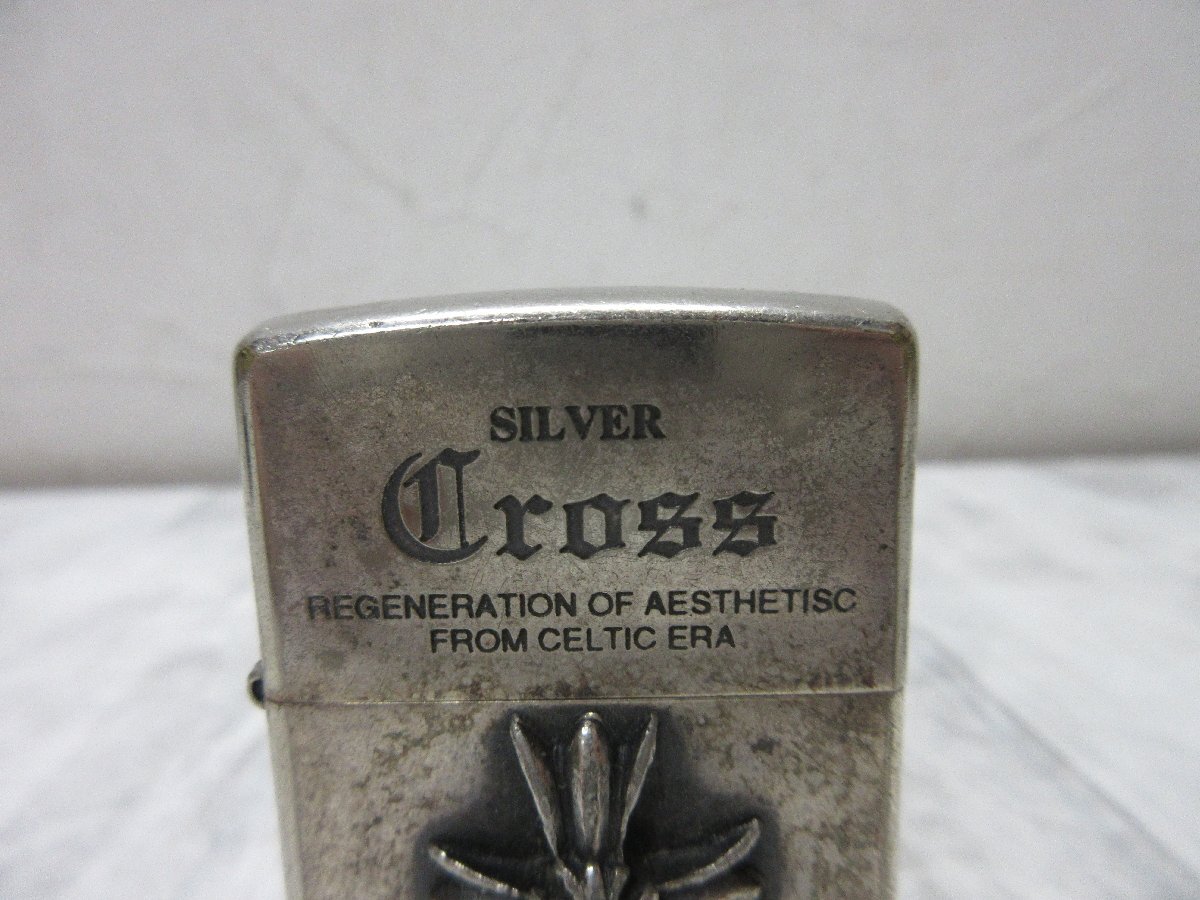 SILVER
Cross
REGENERATION OF AESTHETISC
FROM CELTIC ERA